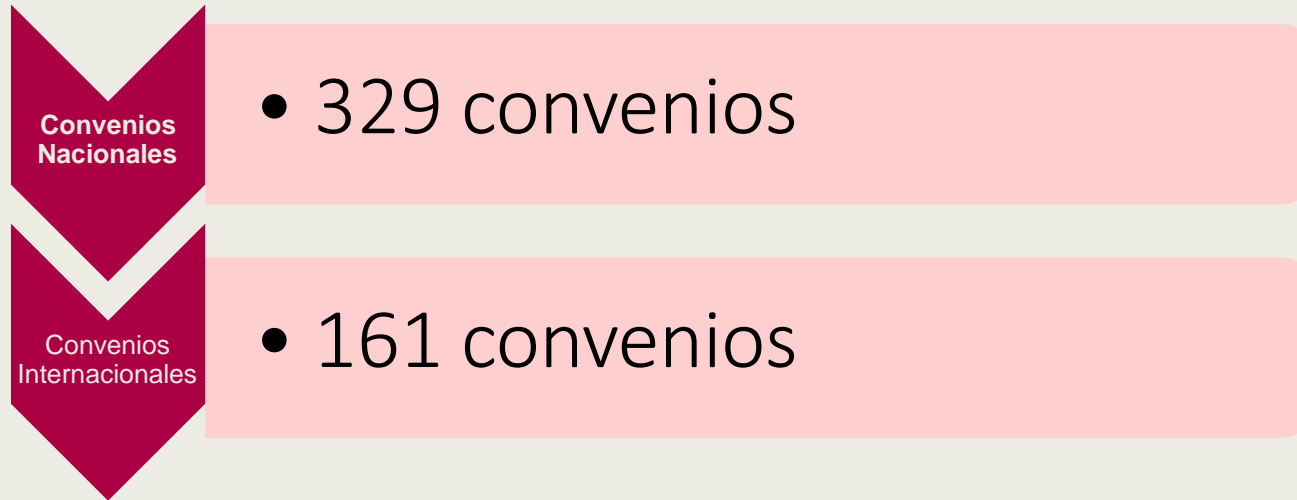 Convenios
Nacionales
• 329 convenios
Convenios
Internacionales
• 161 convenios